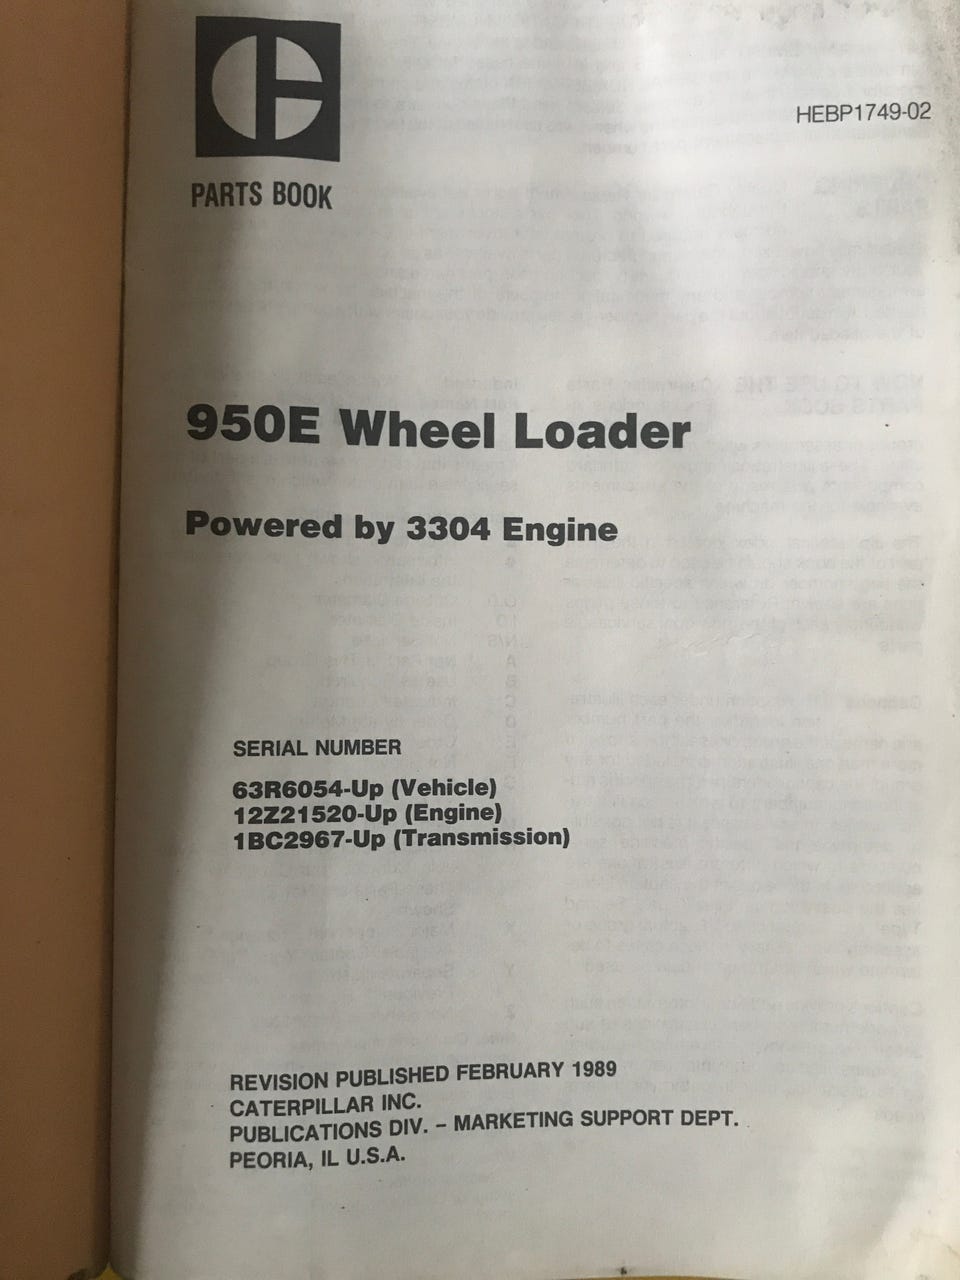 HEBP1749-02
PARTS BOOK
950E Wheel Loader
Powered by 3304 Engine
SERIAL NUMBER
63R6054-Up (Vehicle)
12Z21520-Up (Engine)
1BC2967-Up (Transmission)
REVISION PUBLISHED FEBRUARY 1989
CATERPILLAR INC.
PUBLICATIONS DIV. – MARKETING SUPPORT DEPT.
PEORIA, IL U.S.A.